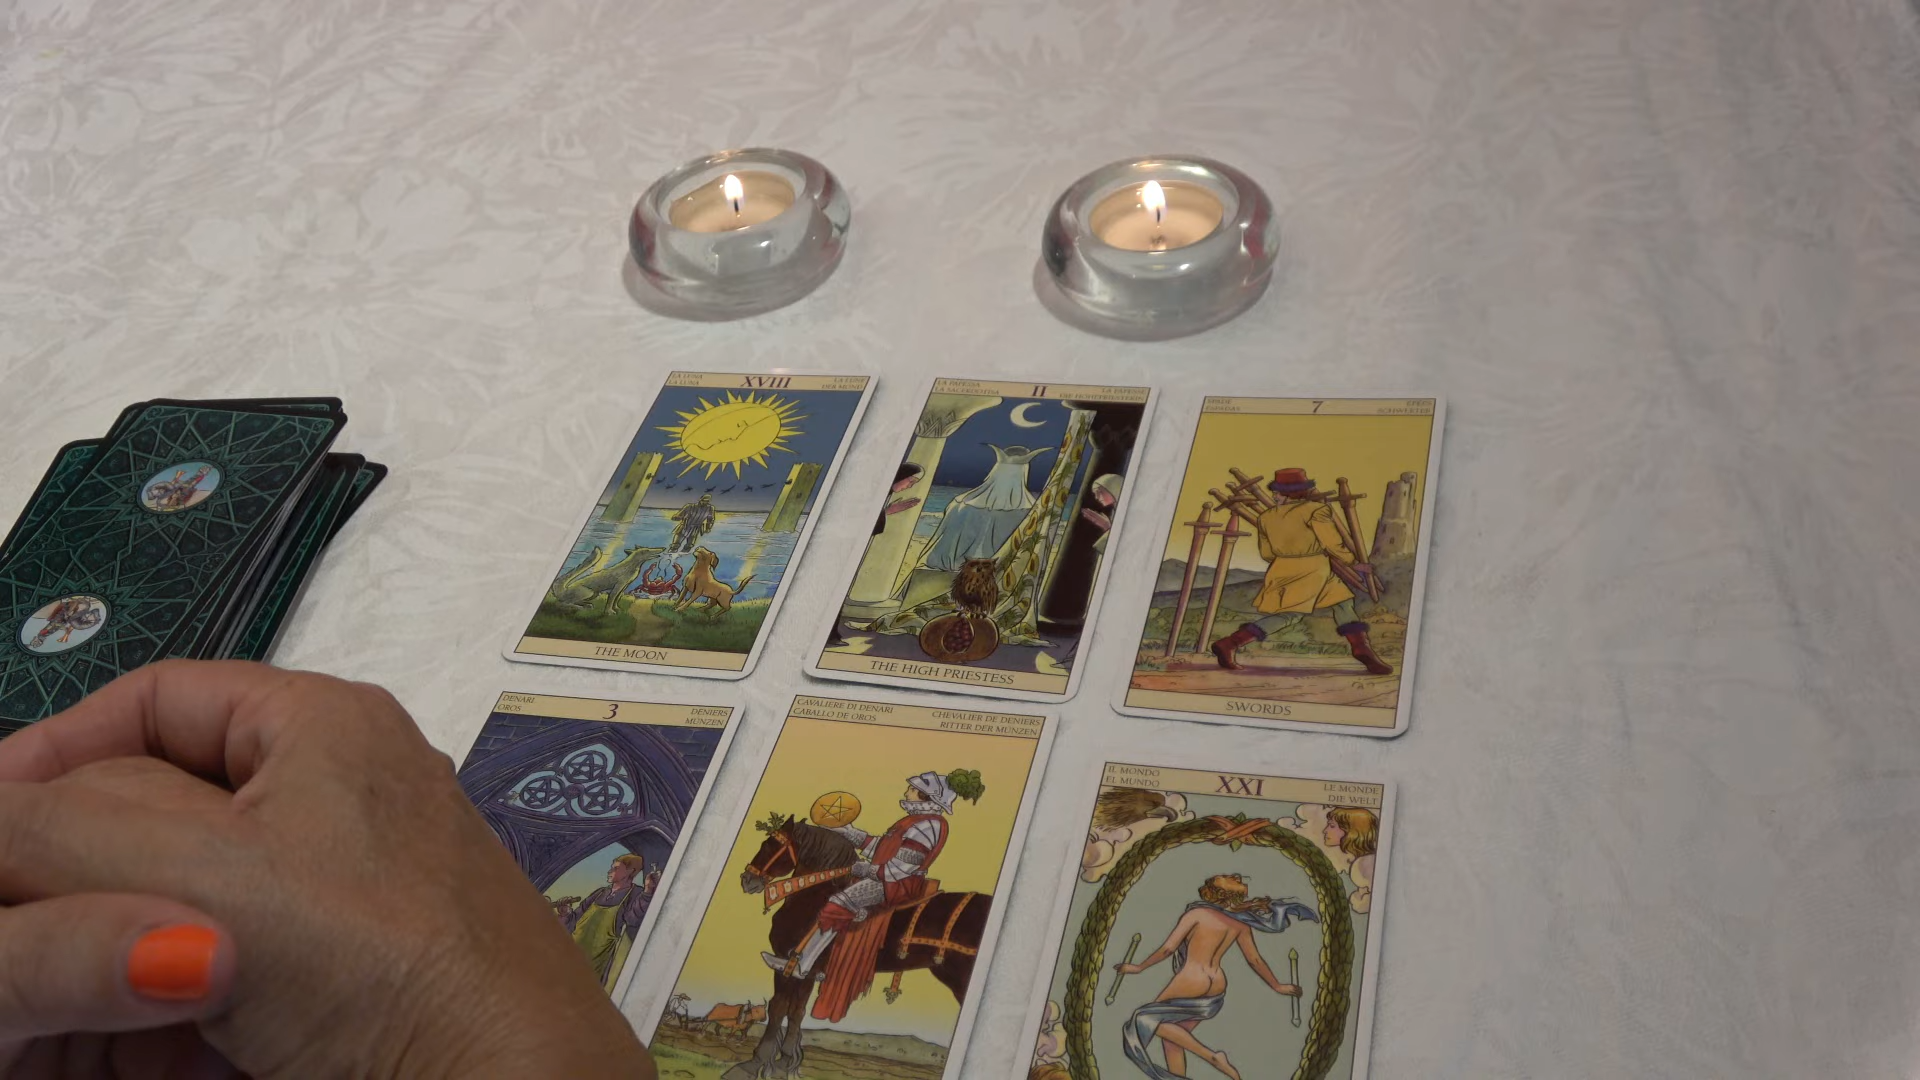 LA LUNA
LA LUNA
XVIII
LA LUNE
DER MOND
THE MOON
LA PAPESSA
LA SACERDOTISA
II
LA PAPESSE
DIE HOHEPRIESTERIN
THE HIGH PRIESTESS
SPADE
ESPADAS
7
EPEES
SCHWERTER
SWORDS
DENARI
OROS
3
DENIERS
MÜNZEN
CAVALIERE DI DENARI
CABALLO DE OROS
CHEVALIER DE DENIERS
RITTER DER MÜNZEN
IL MONDO
EL MUNDO
XXI
LE MONDE
DIE WELT